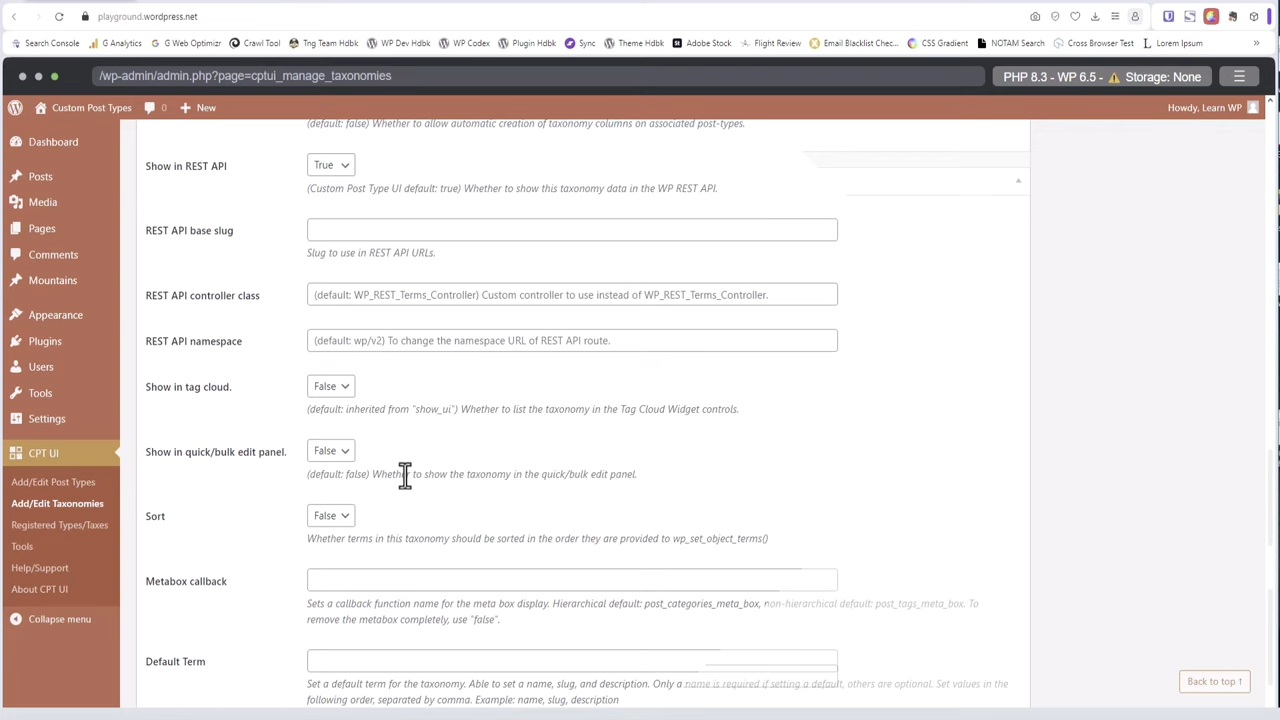 playground.wordpress.net
Search Console
G Analytics
G Web Optimizr
Crawl Tool
Tng Team Hdbk
WP Dev Hdbk
WP Codex
Plugin Hdbk
Sync
Theme Hdbk
Adobe Stock
Flight Review
Email Blacklist Chec...
CSS Gradient
NOTAM Search
Cross Browser Test
Lorem Ipsum
/wp-admin/admin.php?page=cptui_manage_taxonomies
PHP 8.3 - WP 6.5 - ⚠ Storage: None
Custom Post Types
0
New
Howdy, Learn WP
Dashboard
Posts
Media
Pages
Comments
Mountains
Appearance
Plugins
Users
Tools
Settings
CPT UI
Add/Edit Post Types
Add/Edit Taxonomies
Registered Types/Taxes
Tools
Help/Support
About CPT UI
Collapse menu
(default: false) Whether to allow automatic creation of taxonomy columns on associated post-types.
Show in REST API
True
(Custom Post Type UI default: true) Whether to show this taxonomy data in the WP REST API.
REST API base slug
Slug to use in REST API URLs.
REST API controller class
(default: WP_REST_Terms_Controller) Custom controller to use instead of WP_REST_Terms_Controller.
REST API namespace
(default: wp/v2) To change the namespace URL of REST API route.
Show in tag cloud.
False
(default: inherited from "show_ui") Whether to list the taxonomy in the Tag Cloud Widget controls.
Show in quick/bulk edit panel.
False
(default: false) Whether to show the taxonomy in the quick/bulk edit panel.
Sort
False
Whether terms in this taxonomy should be sorted in the order they are provided to wp_set_object_terms()
Metabox callback
Sets a callback function name for the meta box display. Hierarchical default: post_categories_meta_box, non-hierarchical default: post_tags_meta_box. To
remove the metabox completely, use "false".
Default Term
Set a default term for the taxonomy. Able to set a name, slug, and description. Only a name is required if setting a default, others are optional. Set values in the
following order, separated by comma. Example: name, slug, description
Back to top ↑